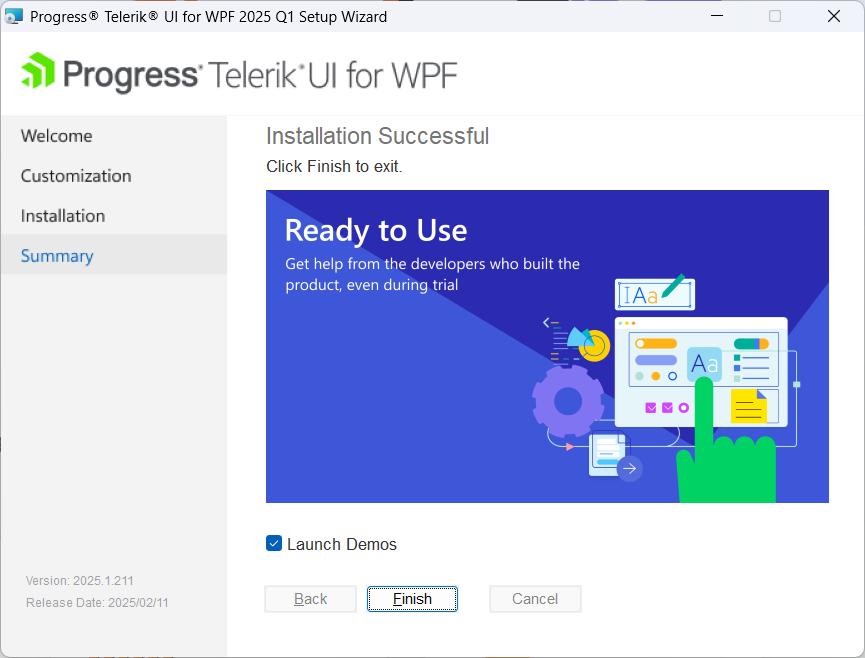 Progress® Telerik® UI for WPF 2025 Q1 Setup Wizard
Progress® Telerik® UI for WPF
Welcome
Customization
Installation
Summary
Version: 2025.1.211
Release Date: 2025/02/11
Installation Successful
Click Finish to exit.
Ready to Use
Get help from the developers who built the
product, even during trial
Aa
Aa
Launch Demos
Back
Finish
Cancel